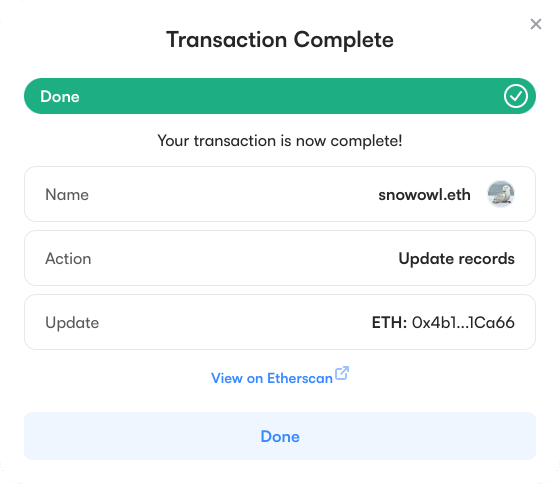 Transaction Complete
Done
Your transaction is now complete!
Name snowowl.eth
Action Update records
Update ETH: 0x4b1...1Ca66
View on Etherscan
Done